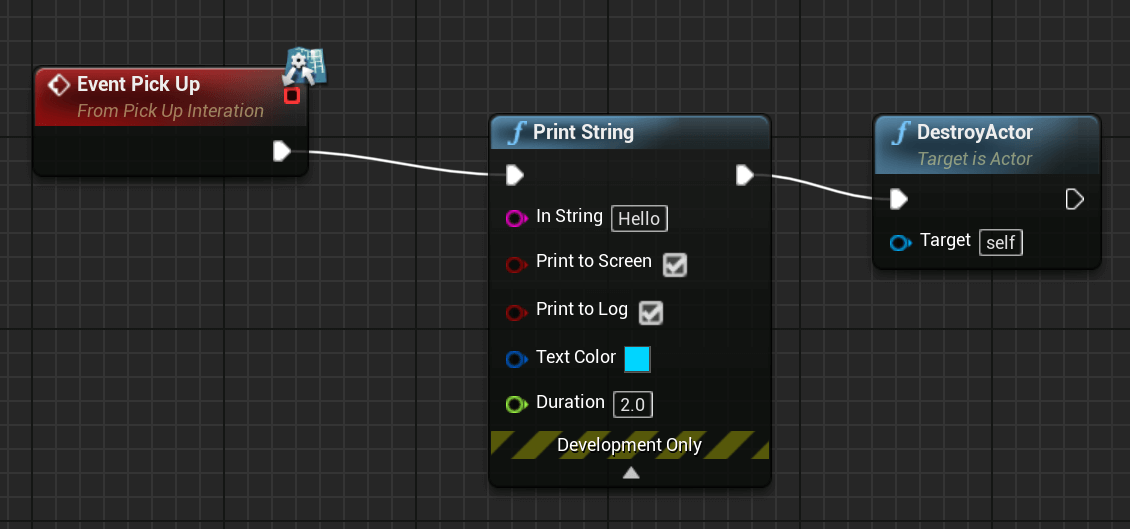 Event Pick Up
From Pick Up Interation
Print String
In String Hello
Print to Screen
Print to Log
Text Color
Duration 2.0
Development Only
DestroyActor
Target is Actor
Target self